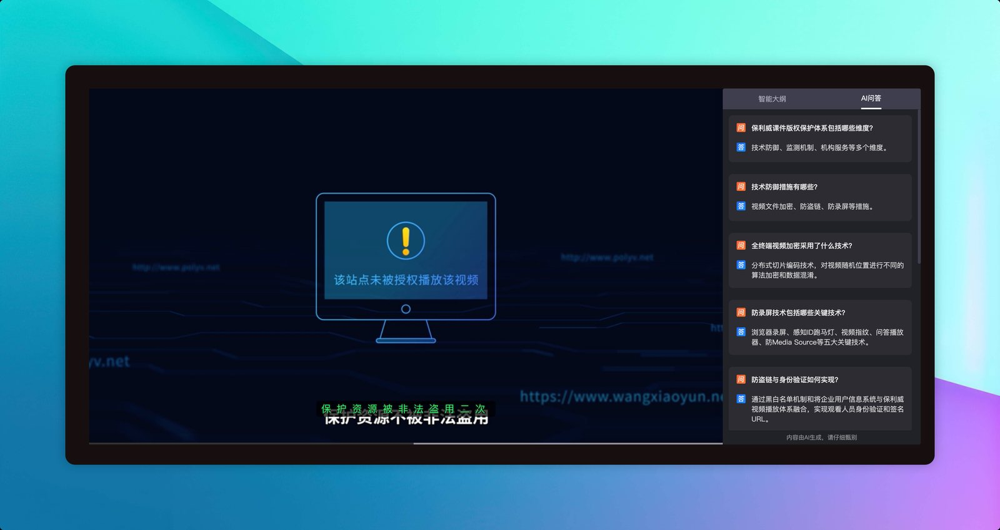 http://www.polyv.net
http://www.polyv.net
该站点未被授权播放该视频
yv.net
https://www.wangxiaoyun.ne
保护资源被非法盗用二次
保护资源不被非法盗用
智能大纲
AI问答
问 保利威课件版权保护体系包括哪些维度?
答 技术防御、监测机制、机构服务等多个维度。
问 技术防御措施有哪些?
答 视频文件加密、防盗链、防录屏等措施。
问 全终端视频加密采用了什么技术?
答 分布式切片编码技术，对视频随机位置进行不同的
算法加密和数据混淆。
问 防录屏技术包括哪些关键技术?
答 浏览器录屏、感知ID跑马灯、视频指纹、问答播放
器、防Media Source等五大关键技术。
问 防盗链与身份验证如何实现?
答 通过黑白名单机制和将企业用户信息系统与保利威
视频播放体系融合，实现观看人员身份验证和签名
URL。
内容由AI生成，请仔细甄别